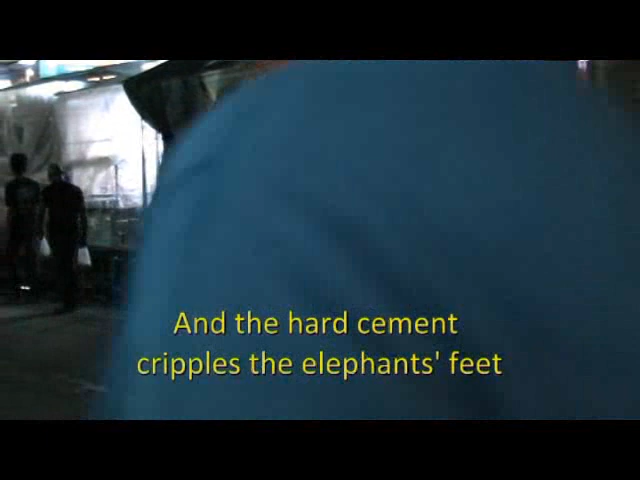 And the hard cement
cripples the elephants' feet